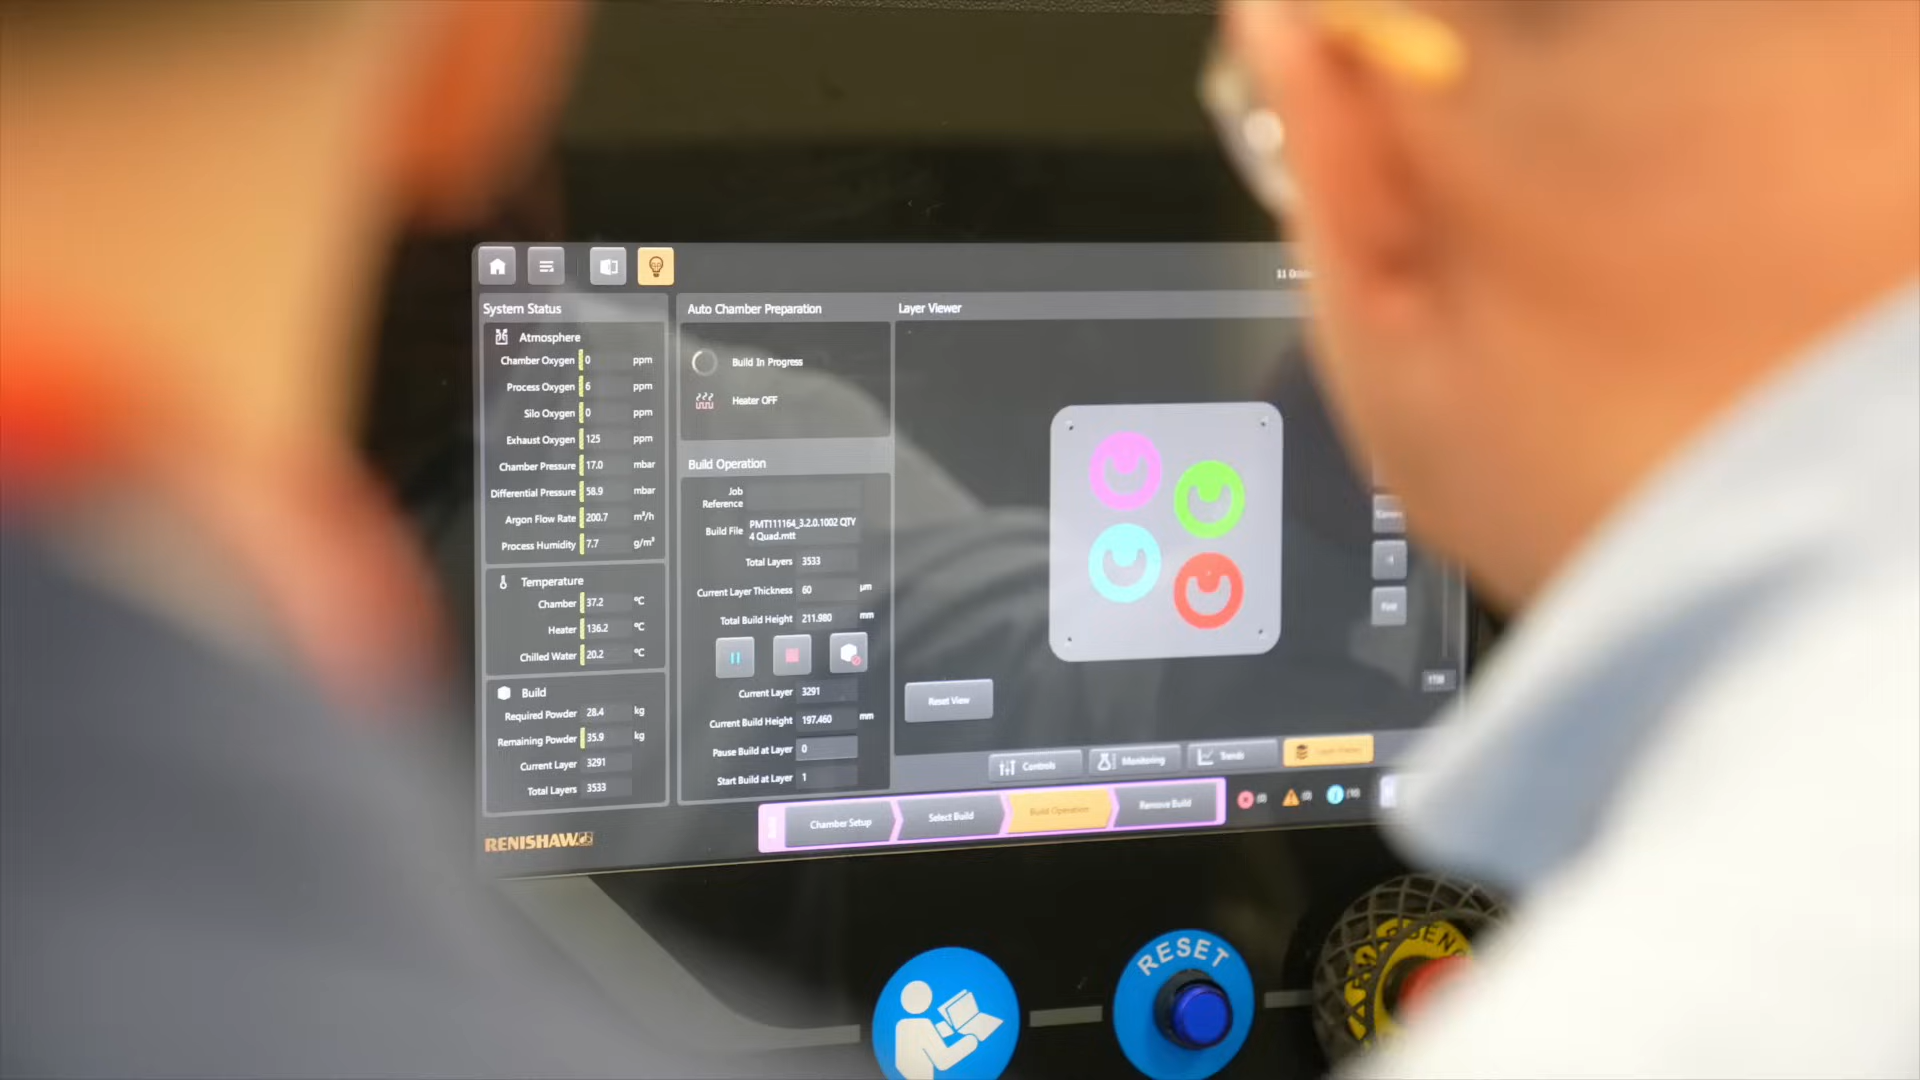 System Status
Atmosphere
Chamber Oxygen 0 ppm
Process Oxygen 6 ppm
Silo Oxygen 0 ppm
Exhaust Oxygen 125 ppm
Chamber Pressure 17.0 mbar
Differential Pressure 58.9 mbar
Argon Flow Rate 200.7 m³/h
Process Humidity 7.7 g/m³
Temperature
Chamber 37.2 °C
Heater 136.2 °C
Chilled Water 20.2 °C
Build
Required Powder 28.4 kg
Remaining Powder 35.9 kg
Current Layer 3291
Total Layers 3533
RENISHAW
Auto Chamber Preparation
Build In Progress
Heater OFF
Build Operation
Job
Reference
Build File PMT111164_3.2.0.1002 QTY
4 Quad.mtt
Total Layers 3533
Current Layer Thickness 60 µm
Total Build Height 211.980 mm
Current Layer 3291
Current Build Height 197.460 mm
Pause Build at Layer 0
Start Build at Layer 1
Layer Viewer
11
Reset View
Controls
Monitoring
Trends
Chamber Setup
Select Build
Build Operation
Remove Build
RESET